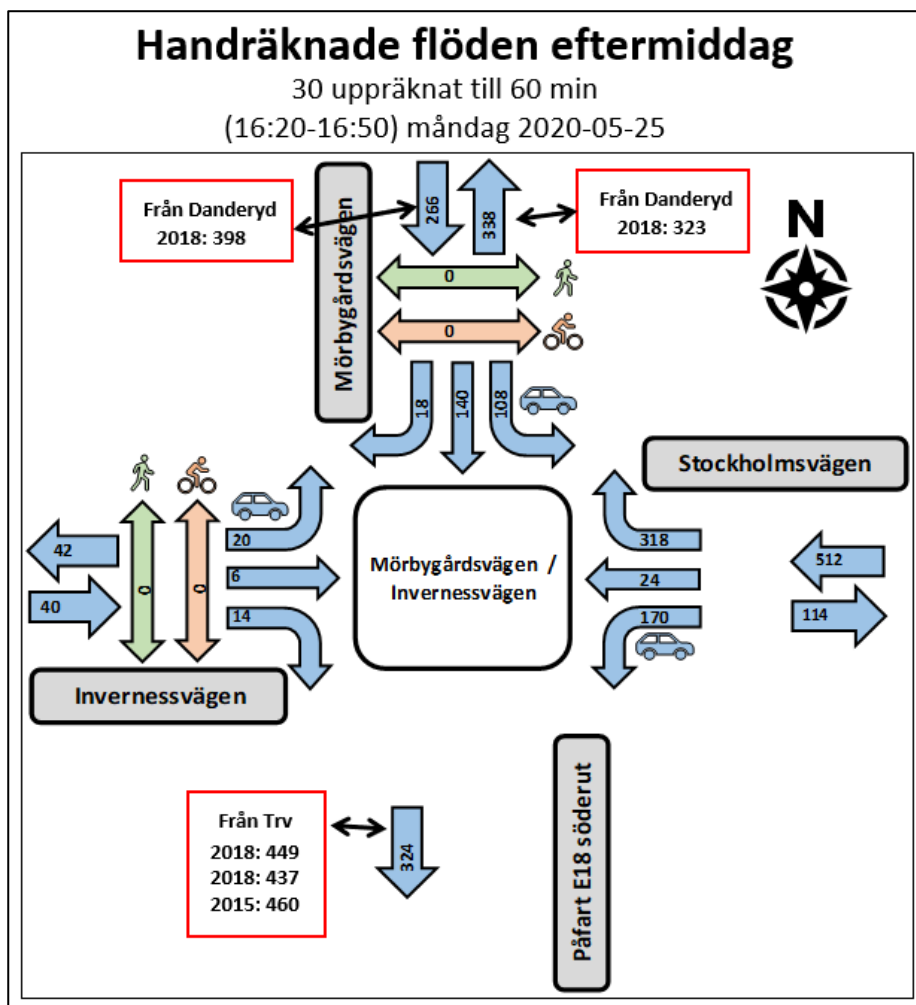 Handräknade flöden eftermiddag
30 uppräknat till 60 min
(16:20-16:50) måndag 2020-05-25
Från Danderyd
2018: 398
Mörbygårdsvägen
266
338
Från Danderyd
2018: 323
N
0
0
18
140
108
Stockholmsvägen
42
40
0
0
20
6
14
Mörbygårdsvägen /
Invernessvägen
318
24
170
512
114
Invernessvägen
Från Trv
2018: 449
2018: 437
2015: 460
324
Påfart E18 söderut